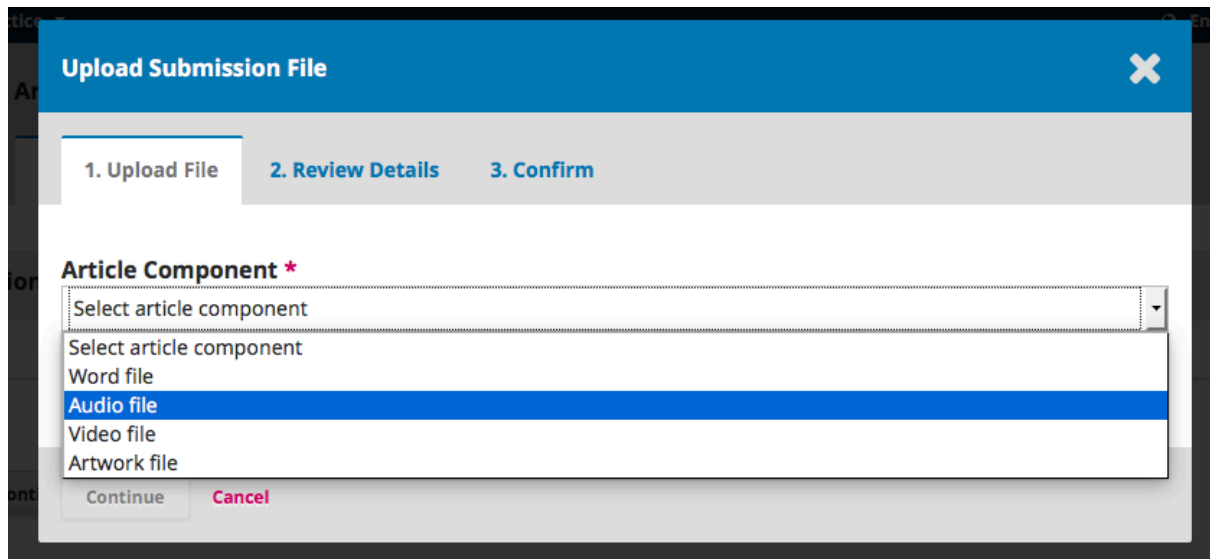 Upload Submission File
1. Upload File 2. Review Details 3. Confirm
Article Component *
Select article component
Select article component
Word file
Audio file
Video file
Artwork file
Continue Cancel